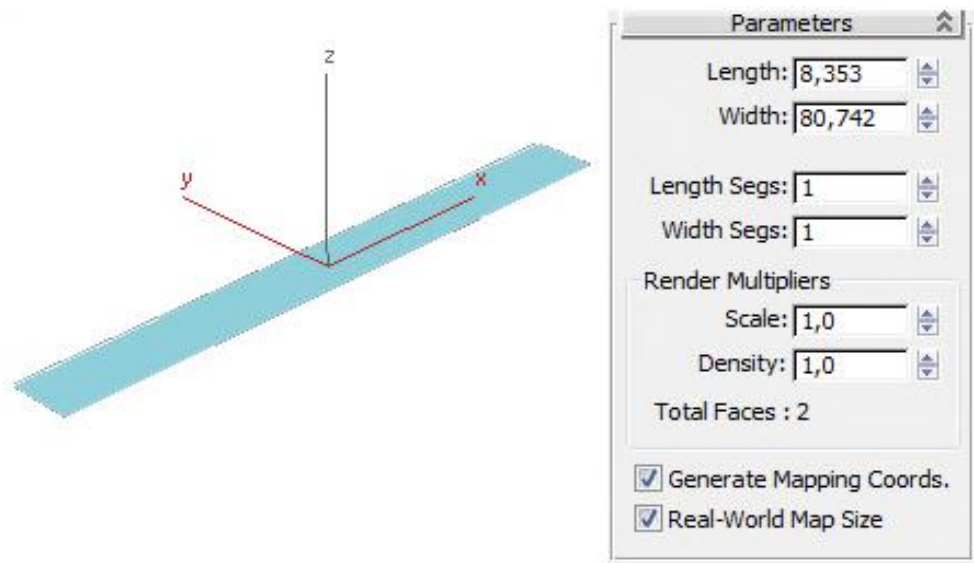 z
y
x
Parameters
Length: 8,353
Width: 80,742
Length Segs: 1
Width Segs: 1
Render Multipliers
Scale: 1,0
Density: 1,0
Total Faces : 2
Generate Mapping Coords.
Real-World Map Size